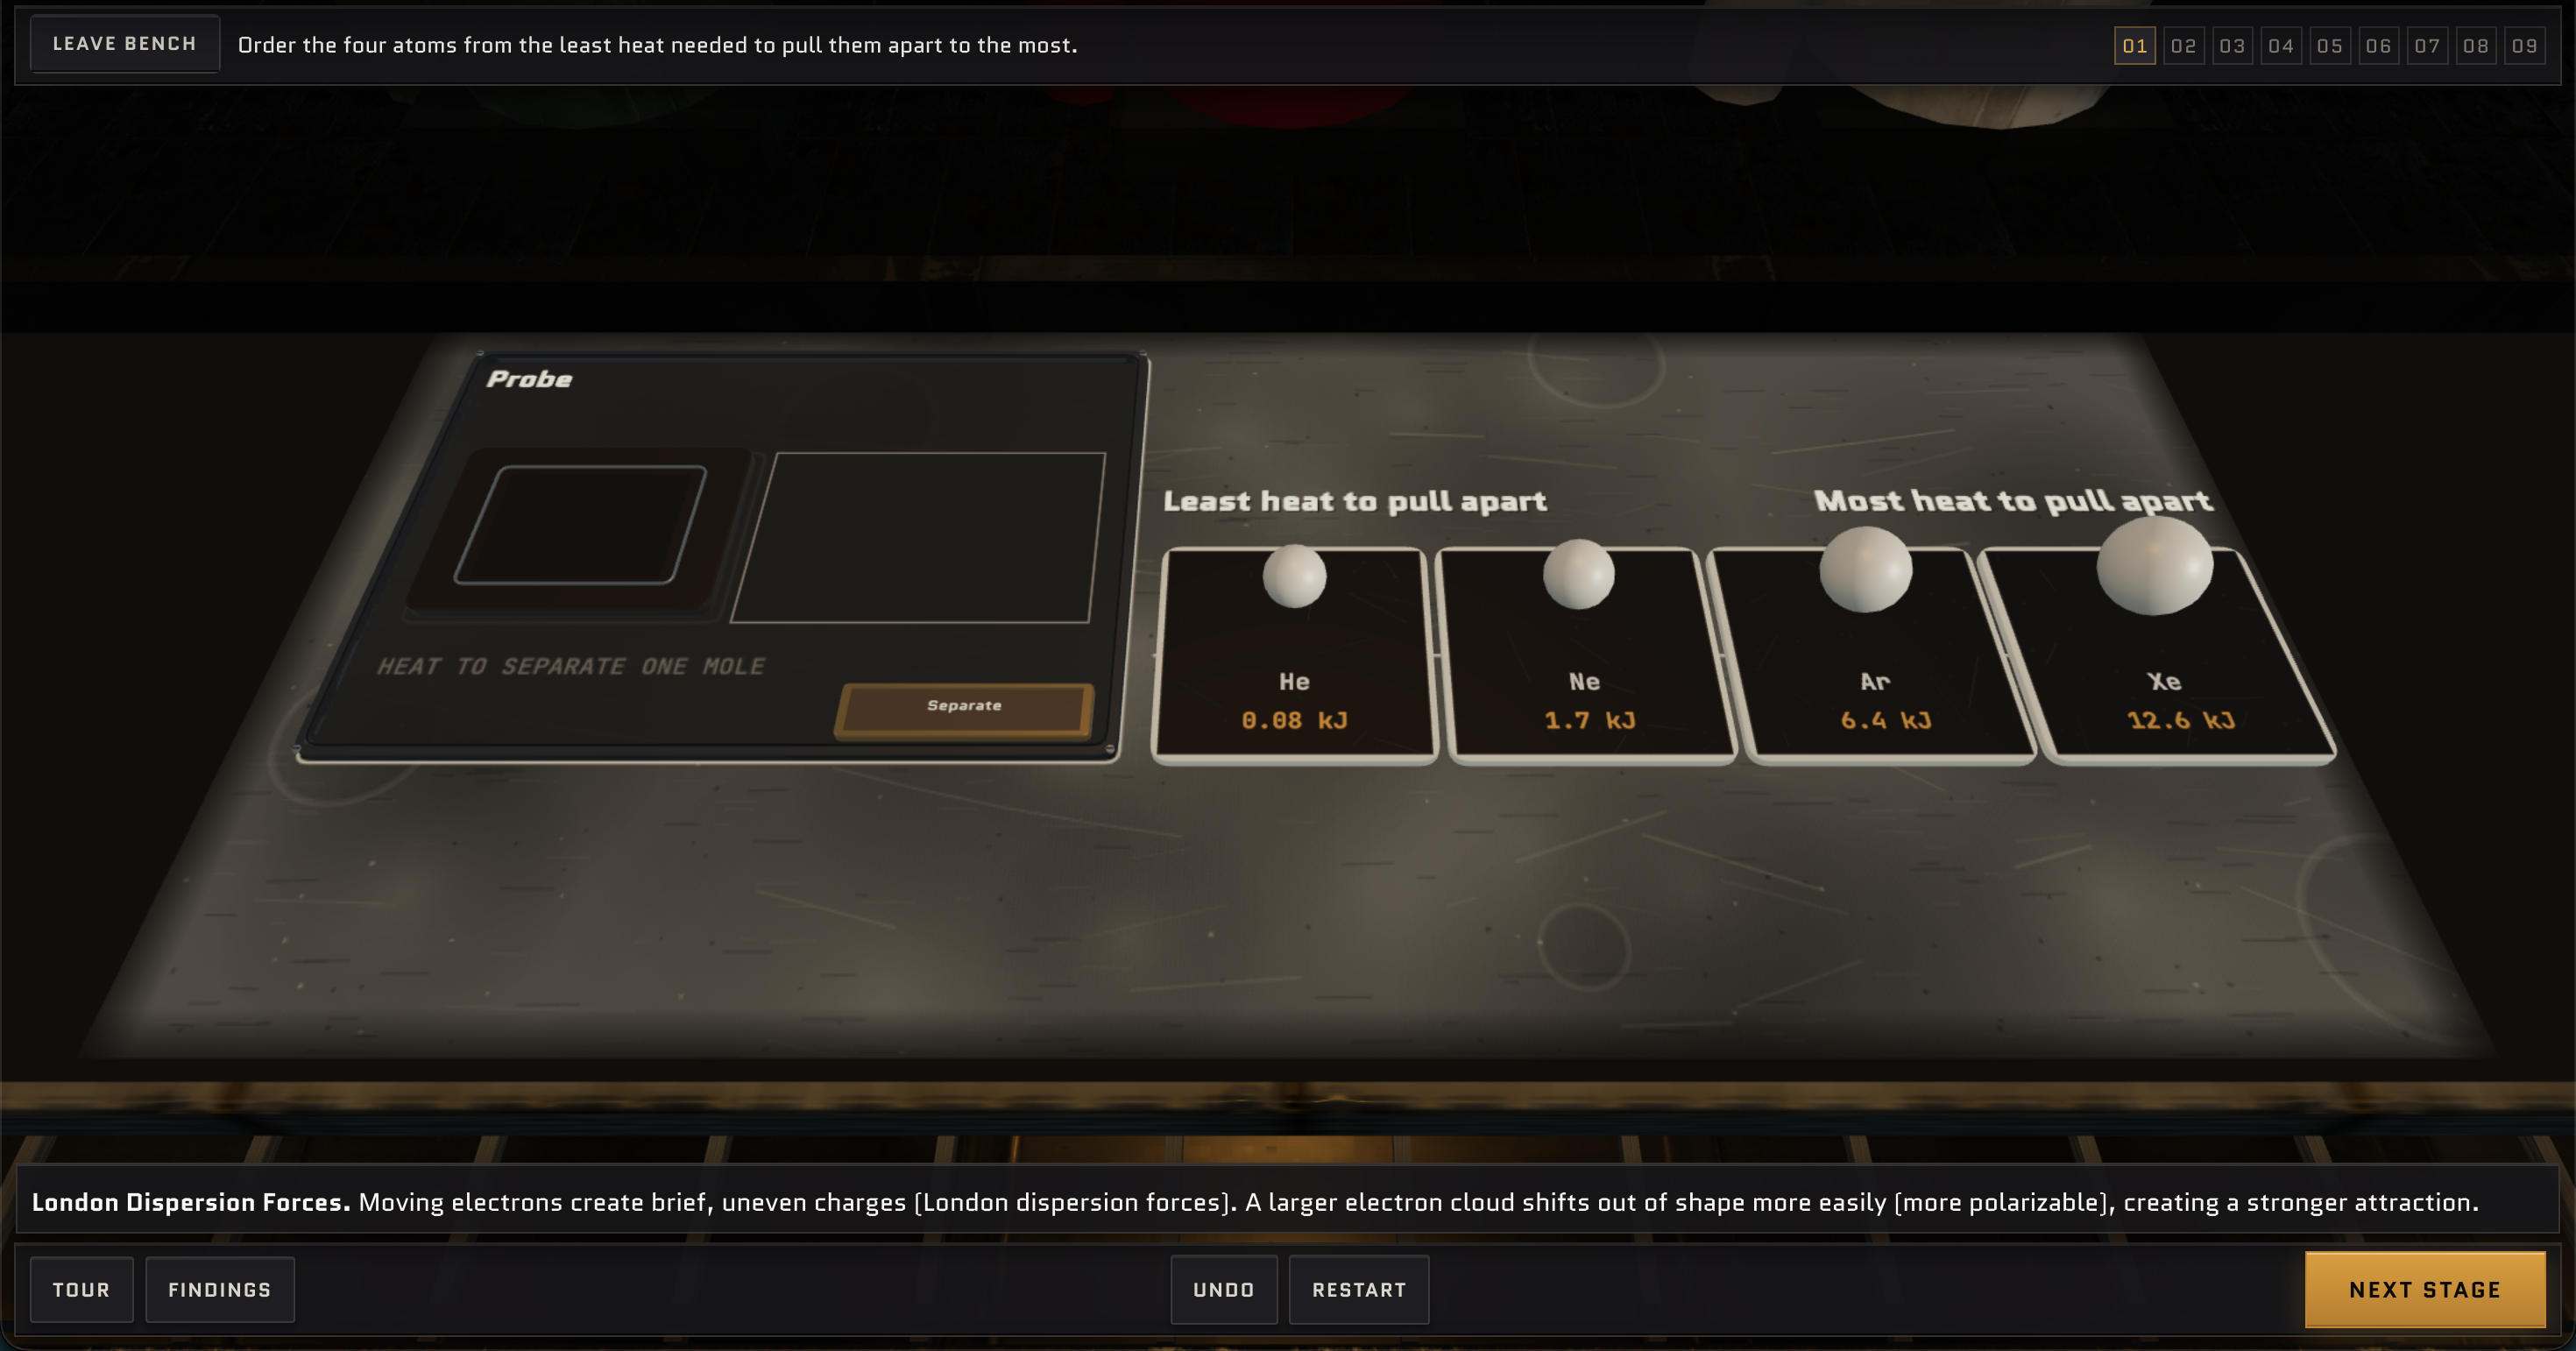 LEAVE BENCH
Order the four atoms from the least heat needed to pull them apart to the most.
01 02 03 04 05 06 07 08 09
Probe
HEAT TO SEPARATE ONE MOLE
Separate
Least heat to pull apart
Most heat to pull apart
He
0.08 kJ
Ne
1.7 kJ
Ar
6.4 kJ
Xe
12.6 kJ
London Dispersion Forces. Moving electrons create brief, uneven charges (London dispersion forces). A larger electron cloud shifts out of shape more easily (more polarizable), creating a stronger attraction.
TOUR
FINDINGS
UNDO
RESTART
NEXT STAGE